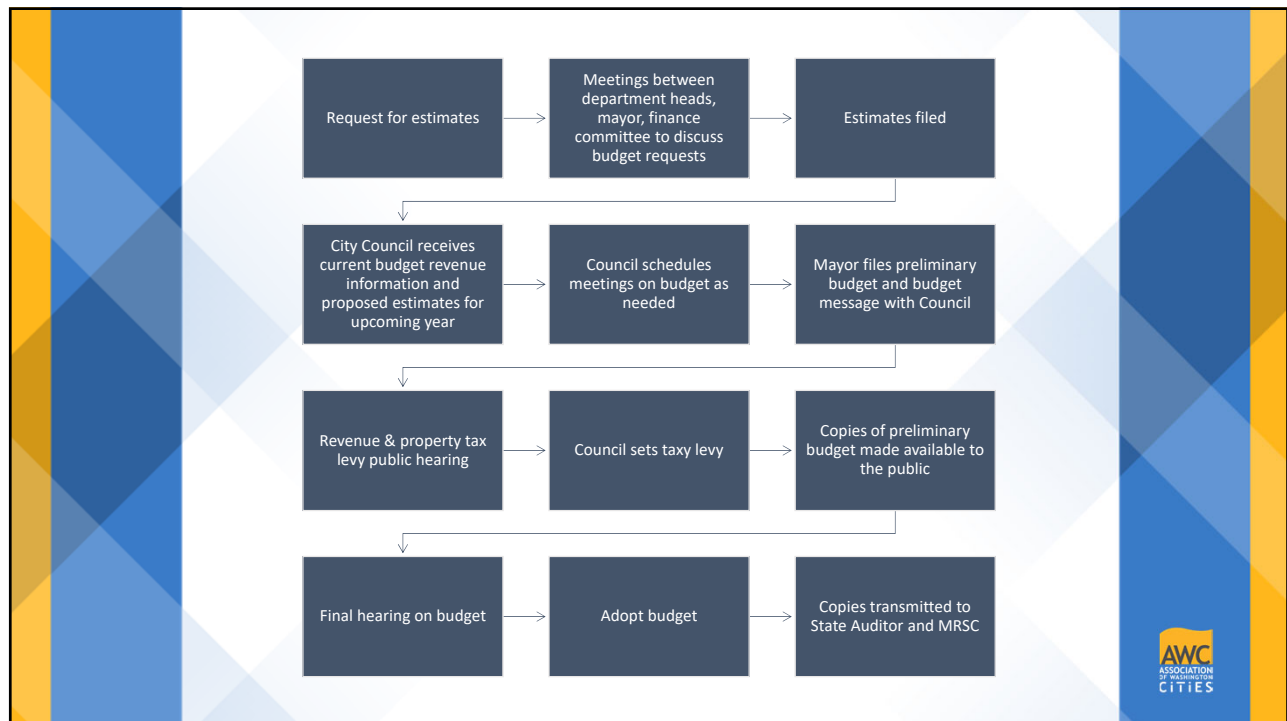 Request for estimates
Meetings between
department heads,
mayor, finance
committee to discuss
budget requests
Estimates filed
City Council receives
current budget revenue
information and
proposed estimates for
upcoming year
Council schedules
meetings on budget as
needed
Mayor files preliminary
budget and budget
message with Council
Revenue & property tax
levy public hearing
Council sets taxy levy
Copies of preliminary
budget made available to
the public
Final hearing on budget
Adopt budget
Copies transmitted to
State Auditor and MRSC
AWC
ASSOCIATION
OF WASHINGTON
CiTiES